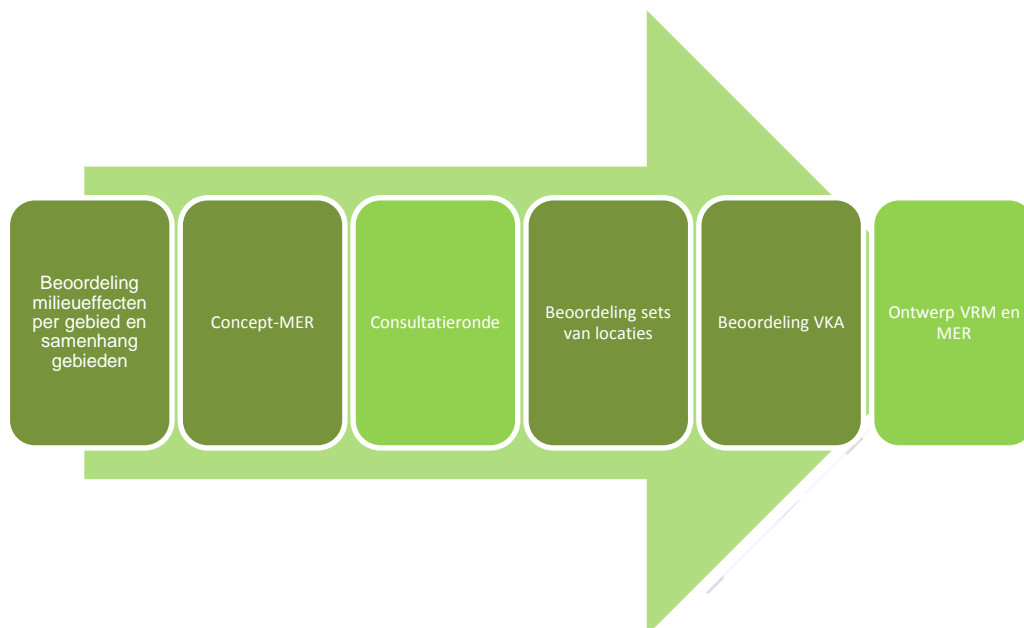 Beoordeling
milieueffecten
per gebied en
samenhang
gebieden
Concept-MER
Consultatieronde
Beoordeling sets
van locaties
Beoordeling VKA
Ontwerp VRM en
MER